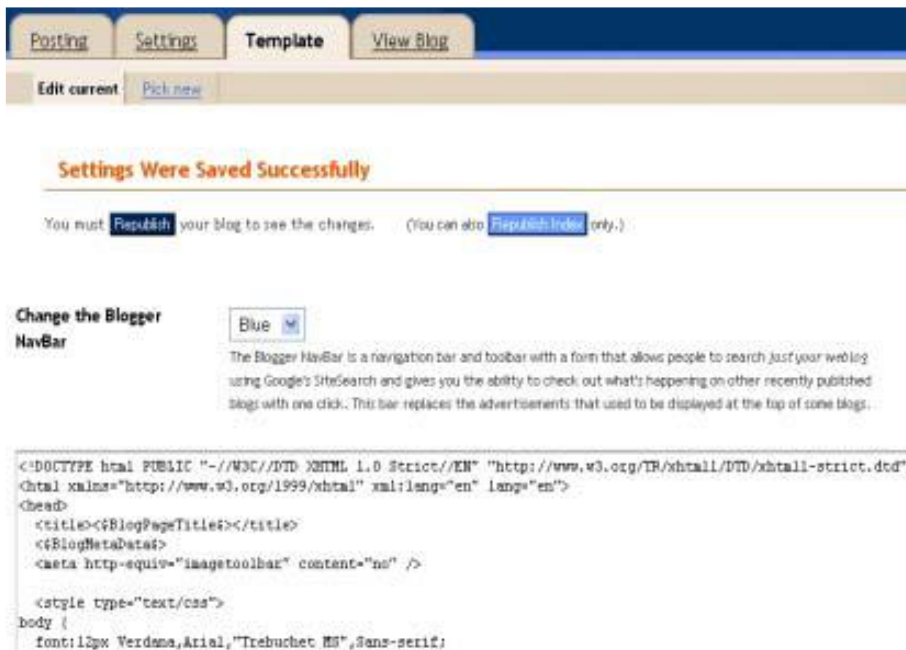 Posting Settings Template View Blog
Edit current Pick new
Settings Were Saved Successfully
You must Republish your blog to see the changes. (You can also Republish Index only.)
Change the Blogger
NavBar
Blue
The Blogger NavBar is a navigation bar and toolbar with a form that allows people to search just your weblog
using Google's SiteSearch and gives you the ability to check out what's happening on other recently published
blogs with one click. This bar replaces the advertisements that used to be displayed at the top of some blogs.
<!DOCTYPE html PUBLIC "-//W3C//DTD XHTML 1.0 Strict//EN" "http://www.w3.org/TR/xhtml1/DTD/xhtml1-strict.dtd"
<html xmlns="http://www.w3.org/1999/xhtml" xml:lang="en" lang="en">
<head>
<title><$BlogPageTitle$></title>
<$BlogMetaData$>
<meta http-equiv="imagetoolbar" content="no" />
<style type="text/css">
body {
font:12px Verdana,Arial,"Trebuchet MS",Sans-serif;